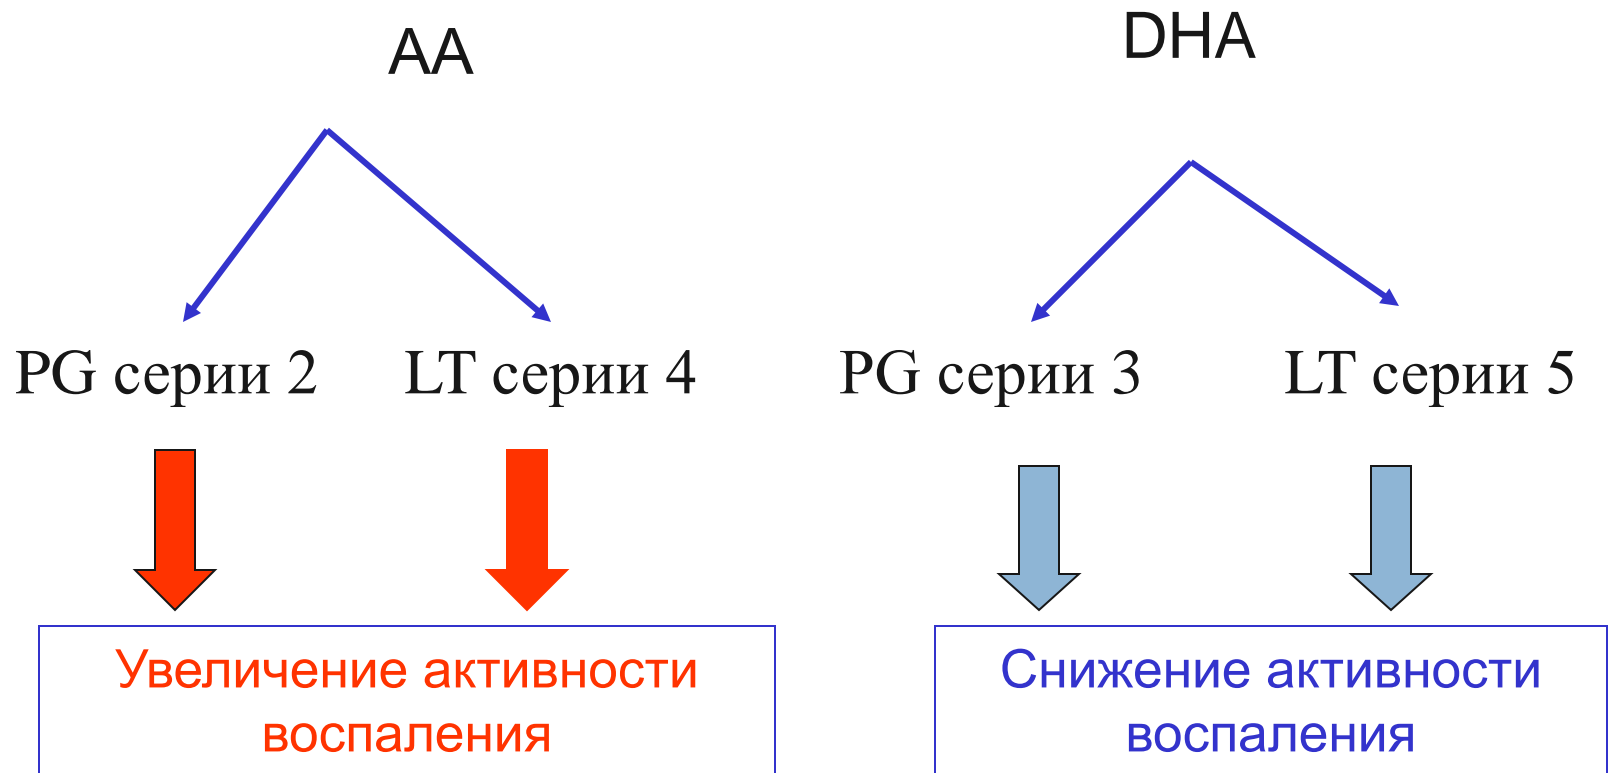 AA
DHA
PG серии 2
LT серии 4
PG серии 3
LT серии 5
Увеличение активности
воспаления
Снижение активности
воспаления